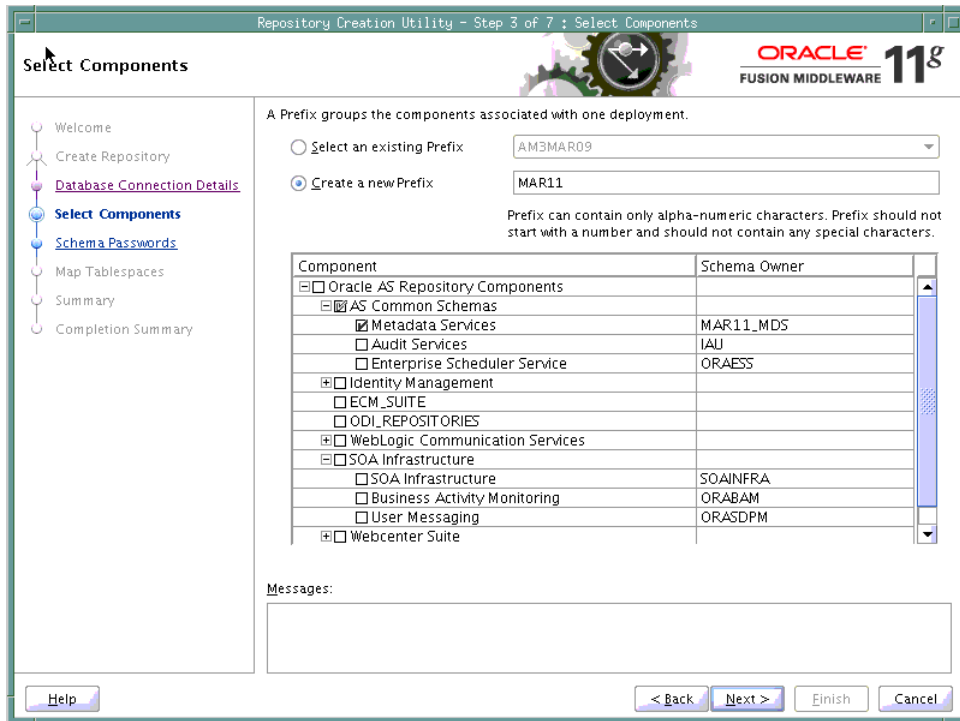 Repository Creation Utility - Step 3 of 7 : Select Components
Select Components
ORACLE
FUSION MIDDLEWARE
11g
Welcome
Create Repository
Database Connection Details
Select Components
Schema Passwords
Map Tablespaces
Summary
Completion Summary
A Prefix groups the components associated with one deployment.
Select an existing Prefix AM3MAR09
Create a new Prefix MAR11
Prefix can contain only alpha-numeric characters. Prefix should not
start with a number and should not contain any special characters.
Component Schema Owner
Oracle AS Repository Components
AS Common Schemas
Metadata Services MAR11_MDS
Audit Services IAU
Enterprise Scheduler Service ORAESS
Identity Management
ECM_SUITE
ODI_REPOSITORIES
WebLogic Communication Services
SOA Infrastructure
SOA Infrastructure SOAINFRA
Business Activity Monitoring ORABAM
User Messaging ORASDPM
Webcenter Suite
Messages:
Help < Back Next > Finish Cancel